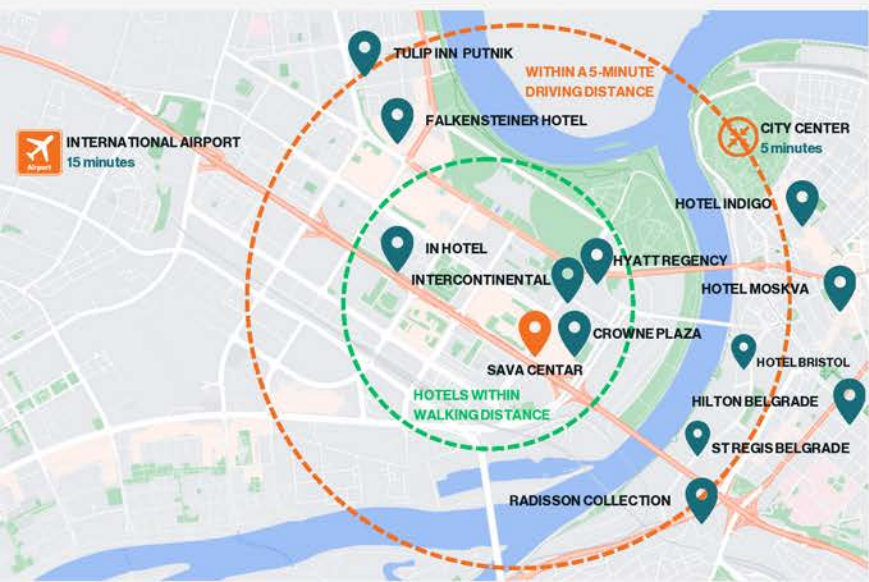 TULIP INN PUTNIK
WITHIN A 5-MINUTE
DRIVING DISTANCE
FALKENSTEINER HOTEL
CITY CENTER
5 minutes
INTERNATIONAL AIRPORT
15 minutes
Airport
HOTEL INDIGO
IN HOTEL
HYATT REGENCY
INTERCONTINENTAL
HOTEL MOSKVA
CROWNE PLAZA
HOTEL BRISTOL
SAVA CENTAR
HOTELS WITHIN
WALKING DISTANCE
HILTON BELGRADE
ST REGIS BELGRADE
RADISSON COLLECTION